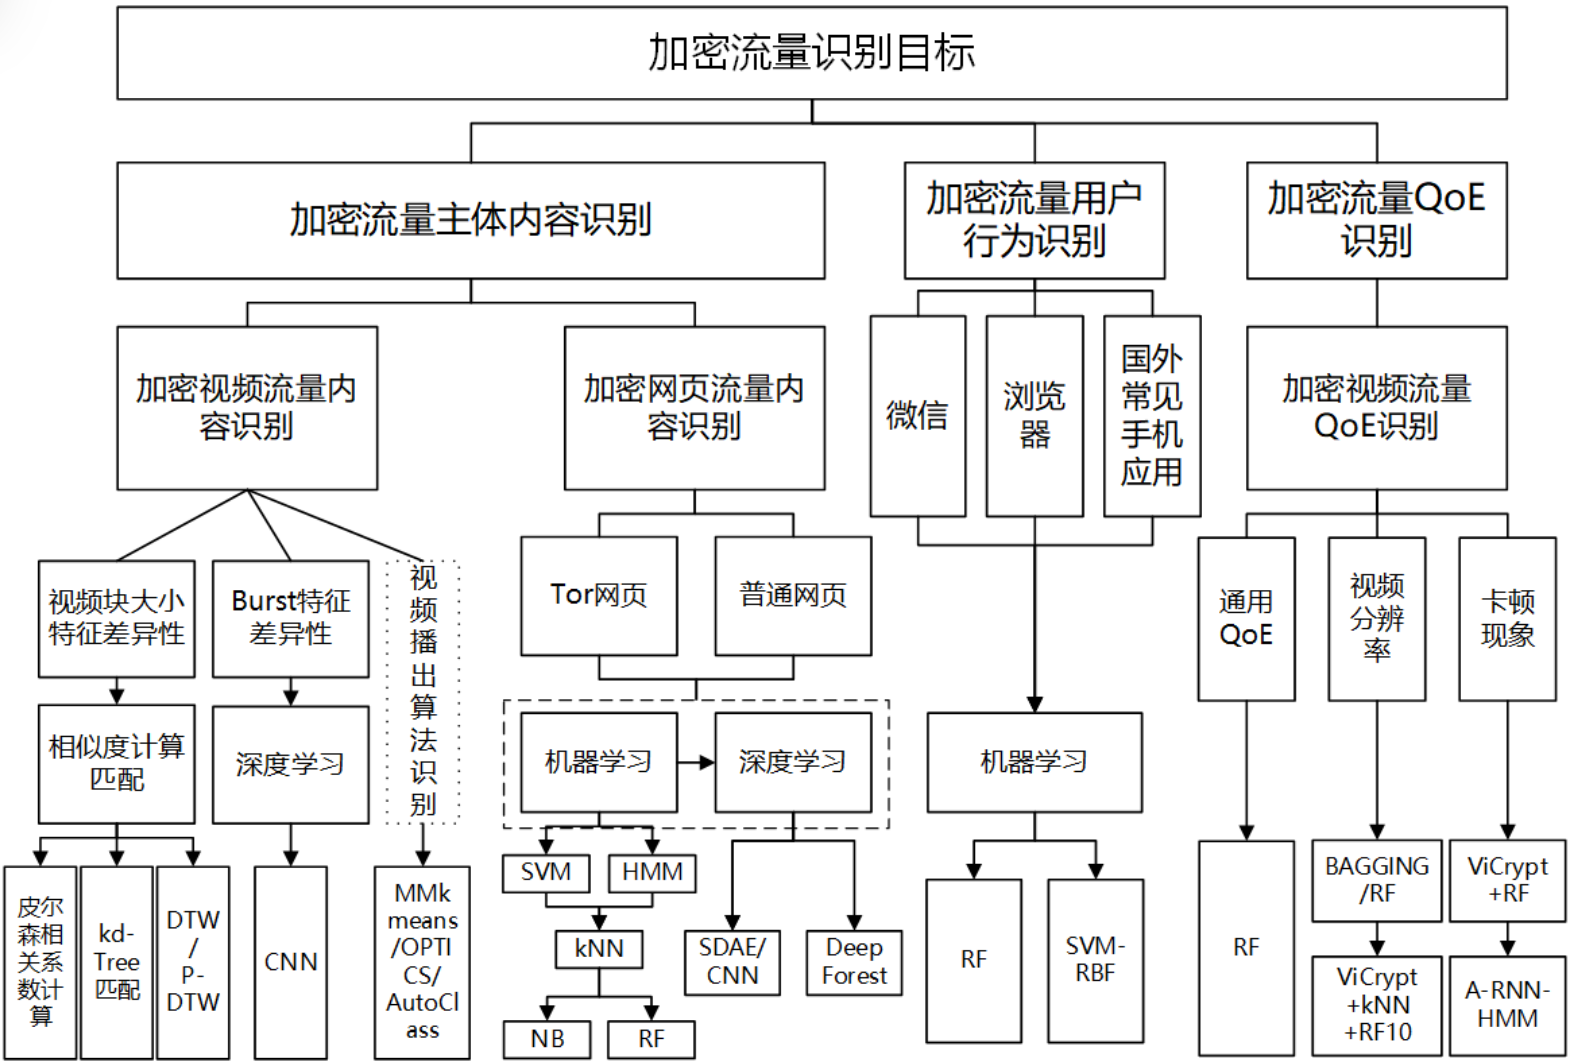 加密流量识别目标
加密流量主体内容识别
加密流量用户
行为识别
加密流量QoE
识别
加密视频流量内
容识别
加密网页流量内
容识别
微信
浏览
器
国外
常见
手机
应用
加密视频流量
QoE识别
视频块大小
特征差异性
Burst特征
差异性
视
频
播
出
算
法
识
别
Tor网页
普通网页
通用
QoE
视频
分辨
率
卡顿
现象
相似度计算
匹配
深度学习
机器学习
深度学习
机器学习
皮尔
森相
关系
数计
算
kd-
Tree
匹配
DTW
/
P-
DTW
CNN
MMk
means
/OPTI
CS/
AutoCl
ass
SVM
HMM
kNN
NB
RF
SDAE/
CNN
Deep
Forest
RF
SVM-
RBF
RF
BAGGING
/RF
ViCrypt
+kNN
+RF10
ViCrypt
+RF
A-RNN-
HMM